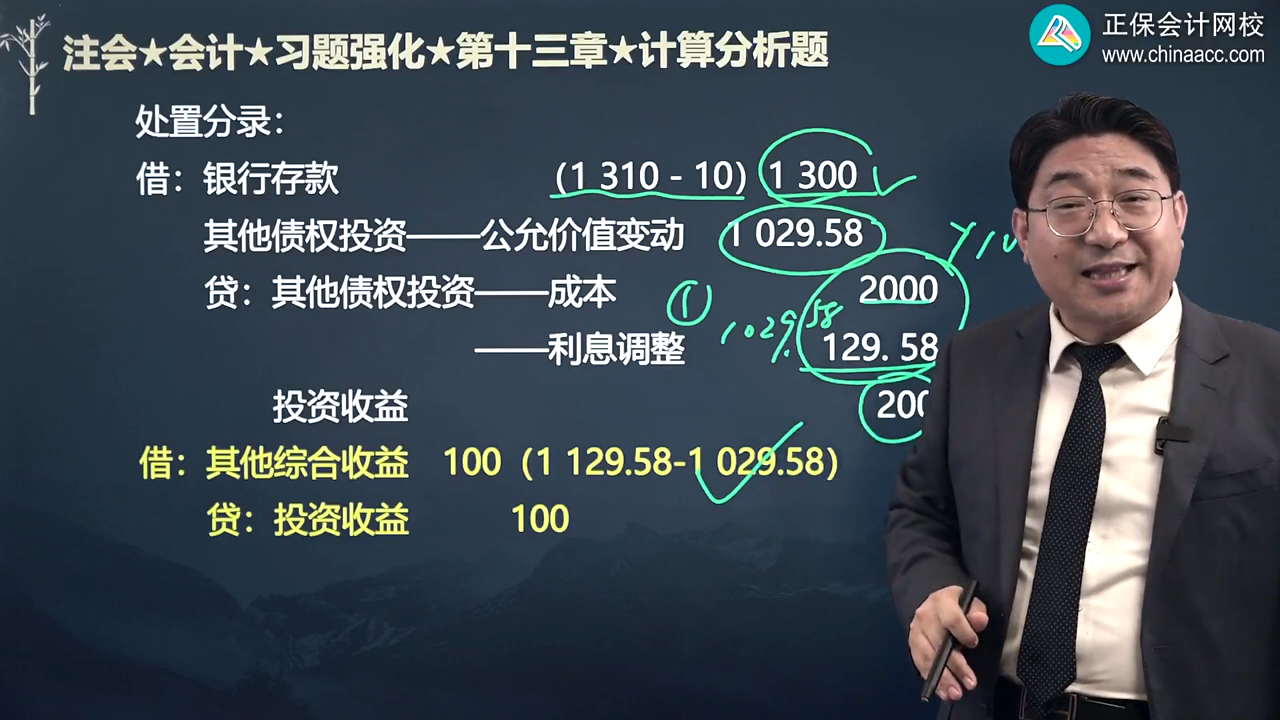 正保会计网校
www.chinaacc.com
注会★会计★习题强化★第十三章★计算分析题
处置分录：
借：银行存款 (1 310 - 10) 1 300
其他债权投资——公允价值变动 1 029.58
贷：其他债权投资——成本 2000
① 1029.58
——利息调整 129. 58
投资收益 200
借：其他综合收益 100（1 129.58-1 029.58）
贷：投资收益 100